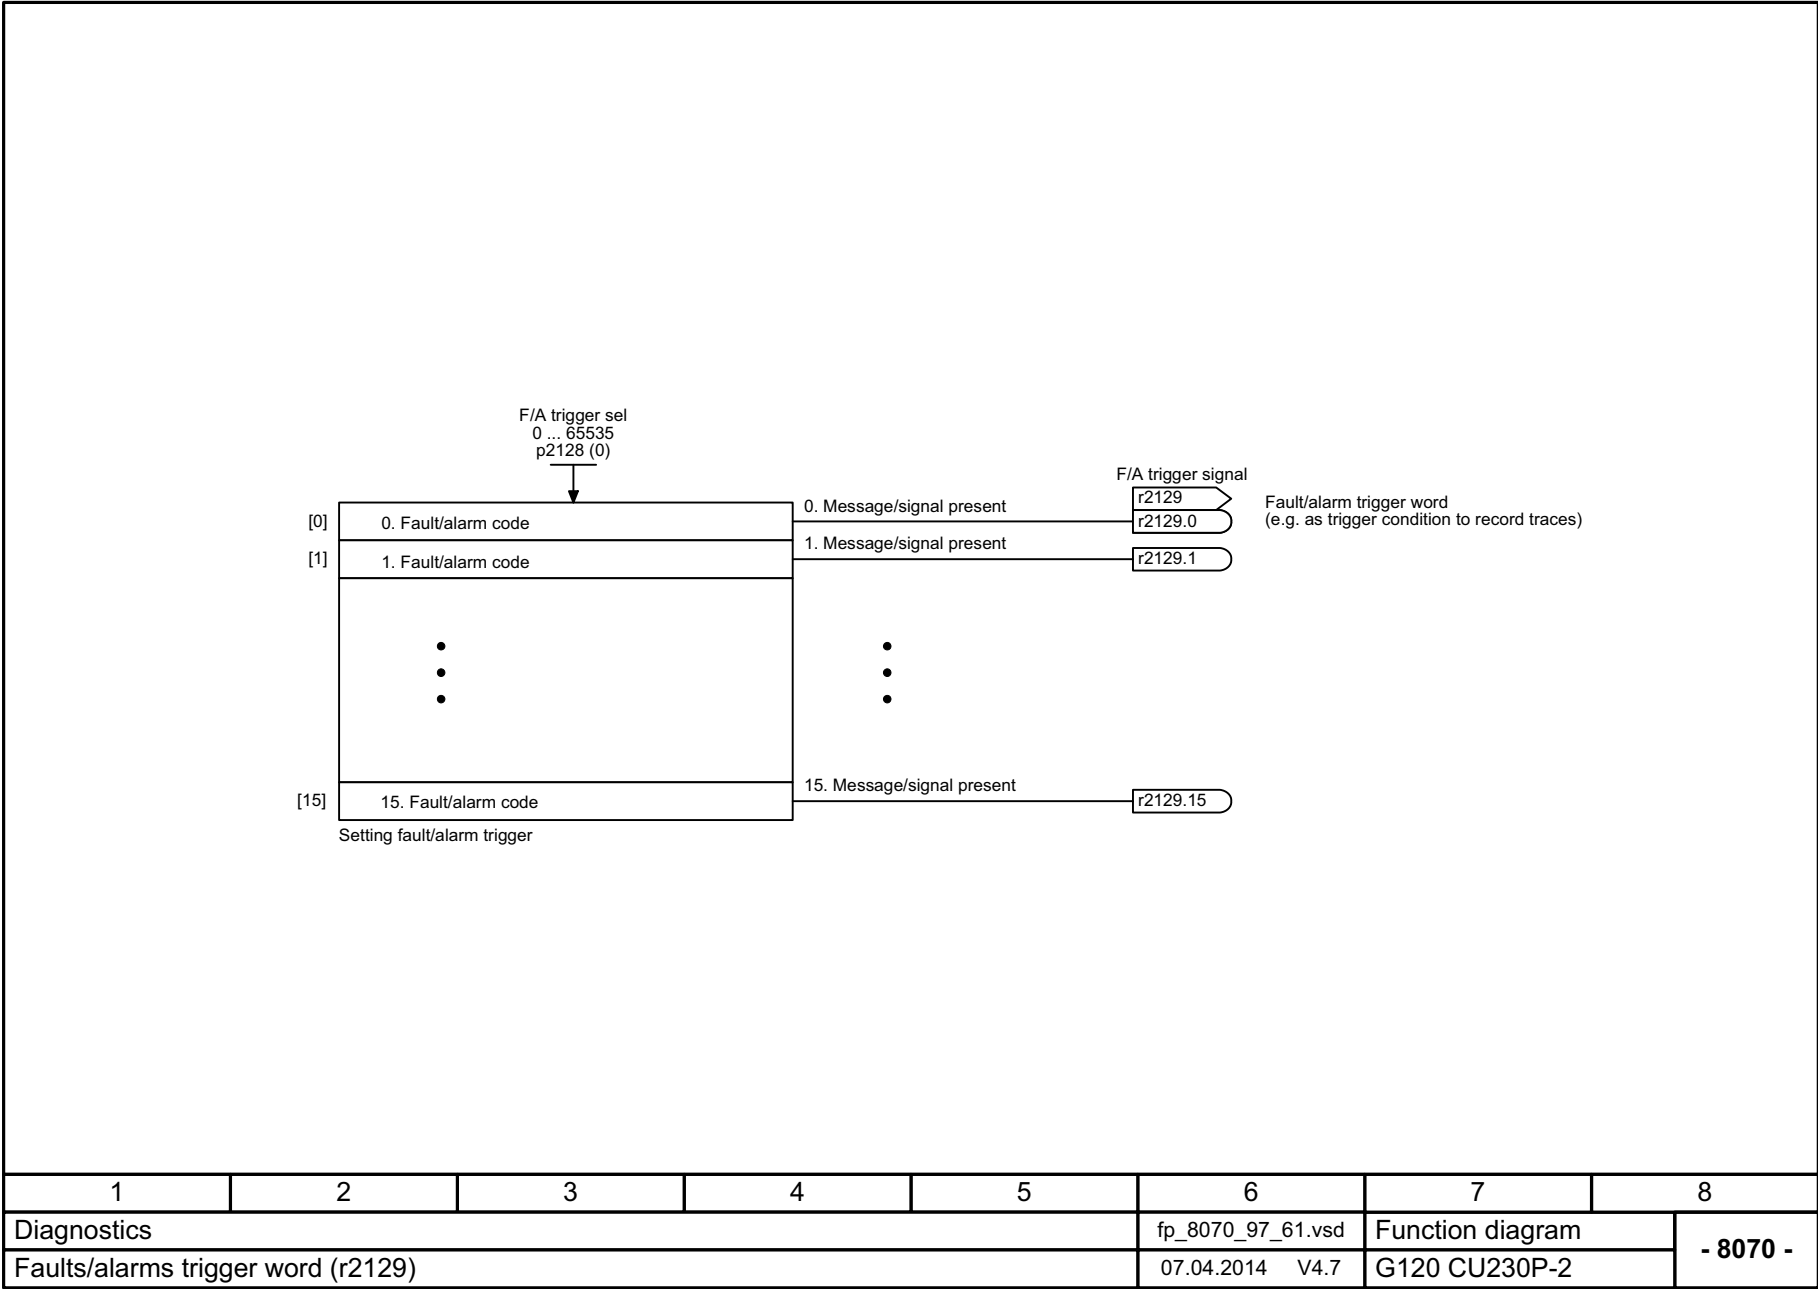 F/A trigger sel
0 ... 65535
p2128 (0)
F/A trigger signal
r2129
Fault/alarm trigger word
(e.g. as trigger condition to record traces)
[0]
0. Fault/alarm code
0. Message/signal present
r2129.0
[1]
1. Fault/alarm code
1. Message/signal present
r2129.1
[15]
15. Fault/alarm code
15. Message/signal present
r2129.15
Setting fault/alarm trigger
1 2 3 4 5 6 7 8
Diagnostics
fp_8070_97_61.vsd
Function diagram
- 8070 -
Faults/alarms trigger word (r2129)
07.04.2014 V4.7
G120 CU230P-2